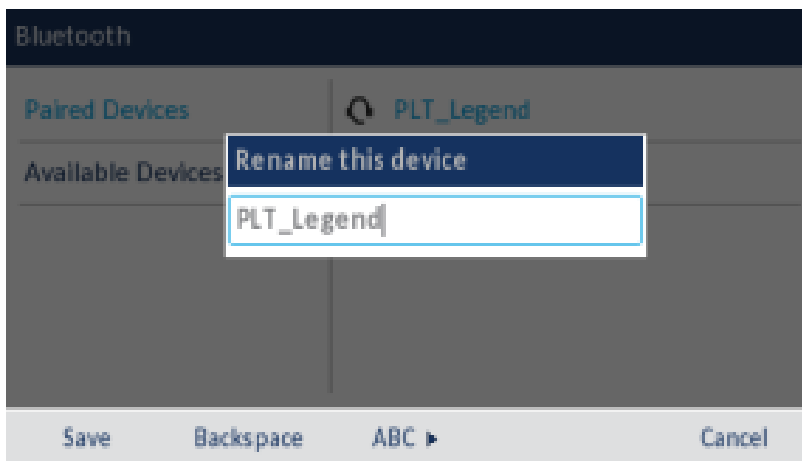 Bluetooth
Paired Devices
PLT_Legend
Available Devices
Rename this device
PLT_Legend
Save Backspace ABC Cancel